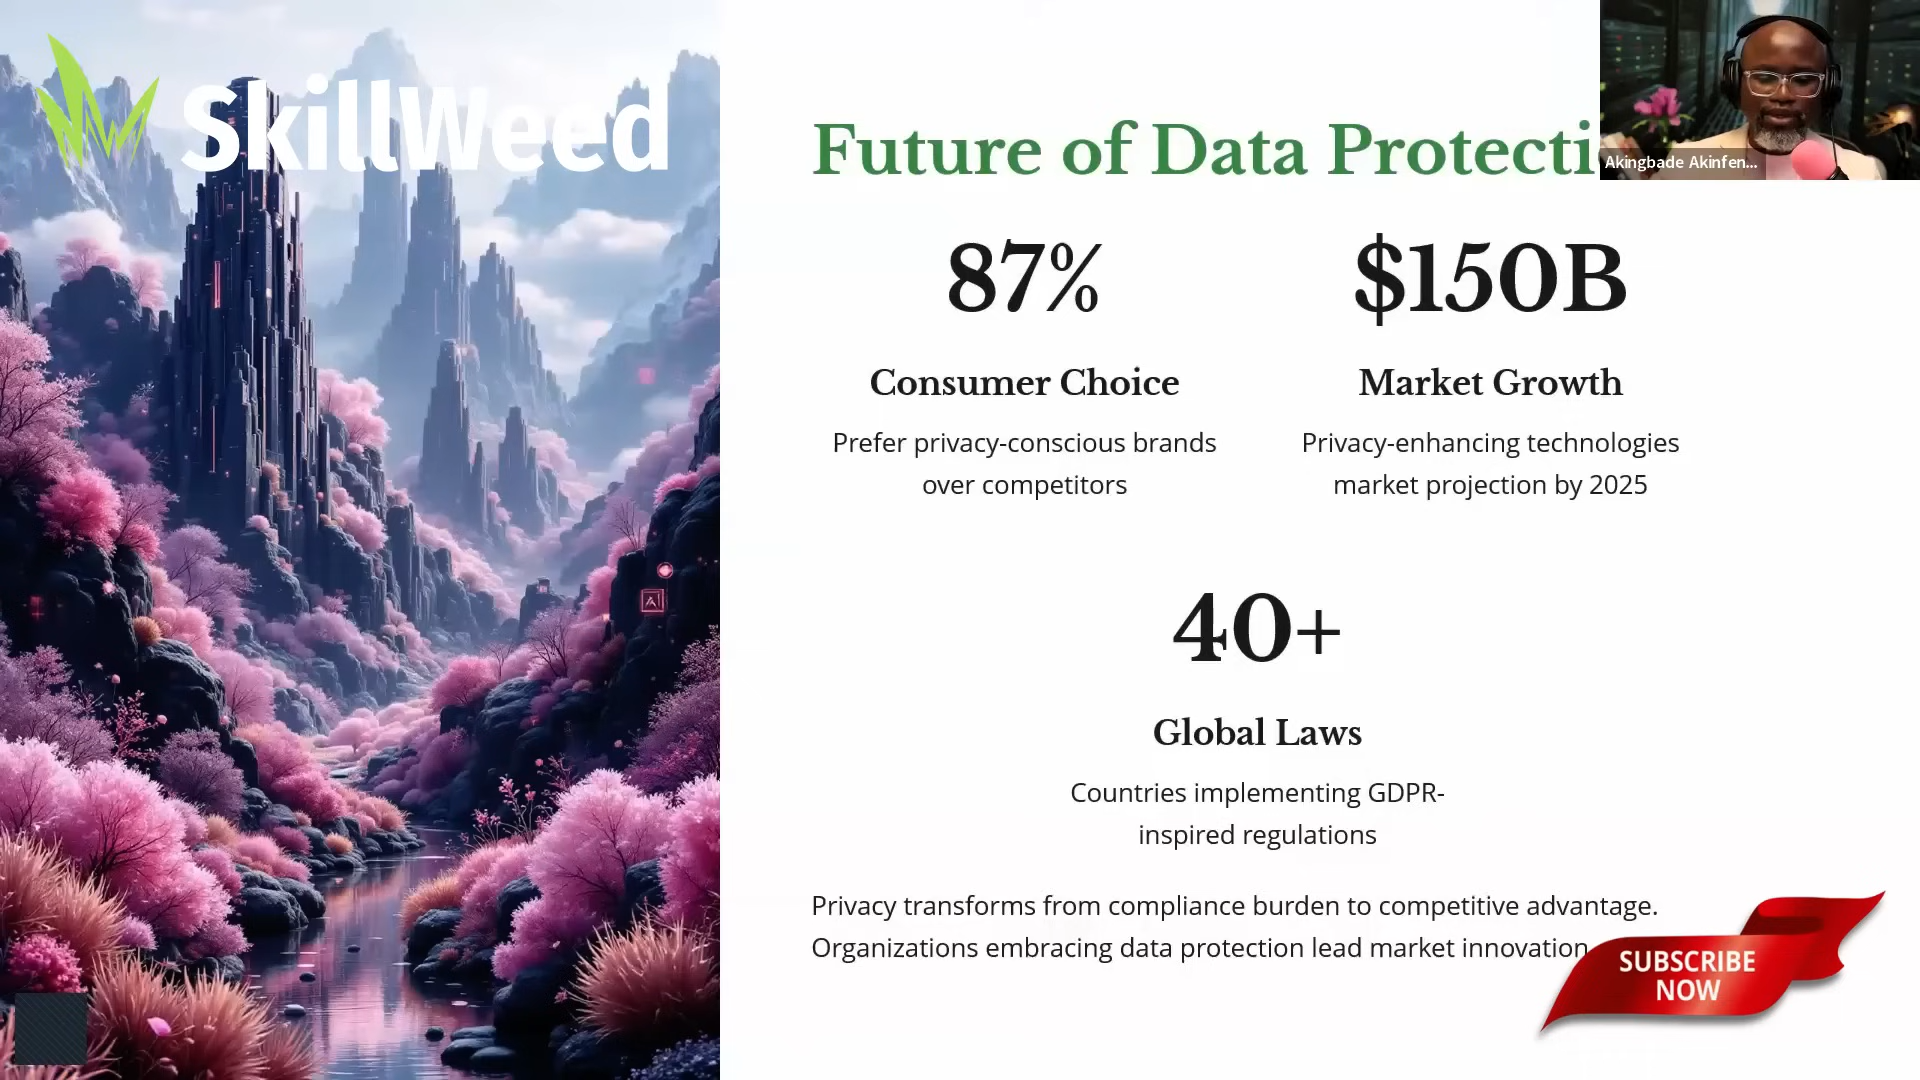 SkillWeed
Future of Data Protecti
Akingbade Akinfen...
87%
$150B
Consumer Choice
Market Growth
Prefer privacy-conscious brands
over competitors
Privacy-enhancing technologies
market projection by 2025
40+
Global Laws
Countries implementing GDPR-
inspired regulations
Privacy transforms from compliance burden to competitive advantage.
Organizations embracing data protection lead market innovation
SUBSCRIBE
NOW